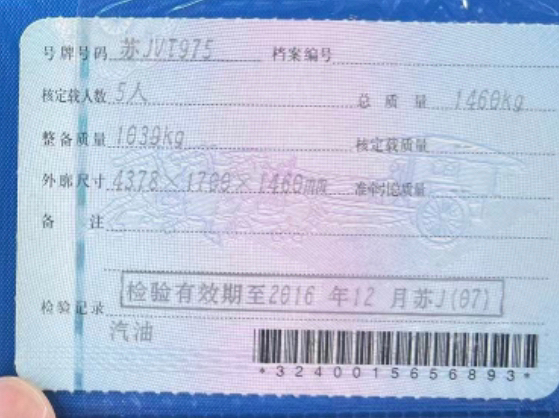 号牌号码 苏JVT975 档案编号
核定载人数 5人 总质量 1460kg
整备质量 1039kg 核定载质量 --
外廓尺寸 4378×1700×1460mm 准牵引总质量 --
备注
检验记录 检验有效期至2016 年12 月苏J(07)
汽油
*3240015656893*